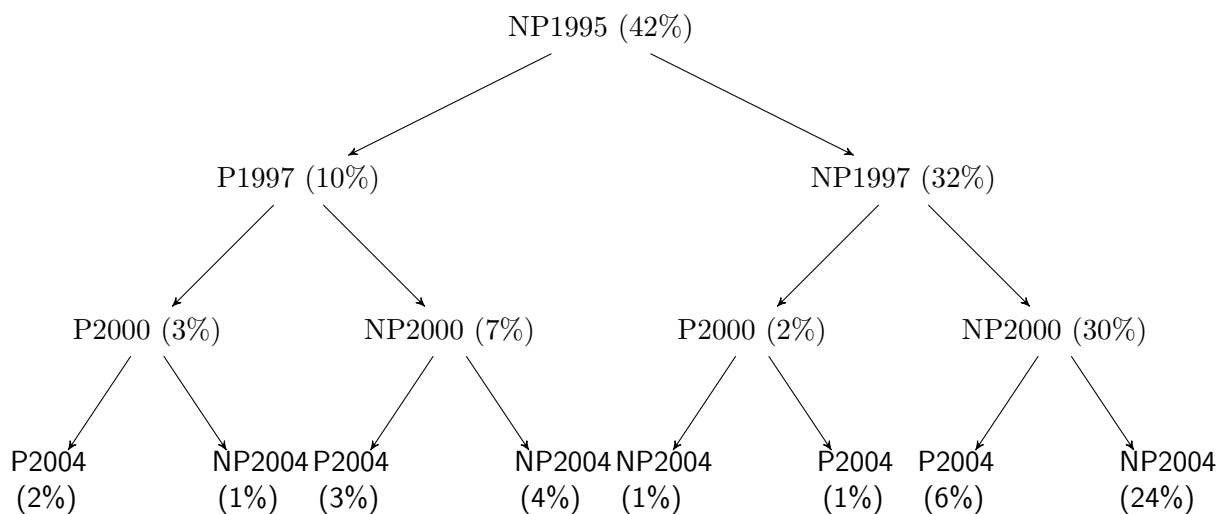 NP1995 (42%)
P1997 (10%) NP1997 (32%)
P2000 (3%) NP2000 (7%) P2000 (2%) NP2000 (30%)
P2004 NP2004 P2004 NP2004 NP2004 P2004 P2004 NP2004
(2%) (1%) (3%) (4%) (1%) (1%) (6%) (24%)